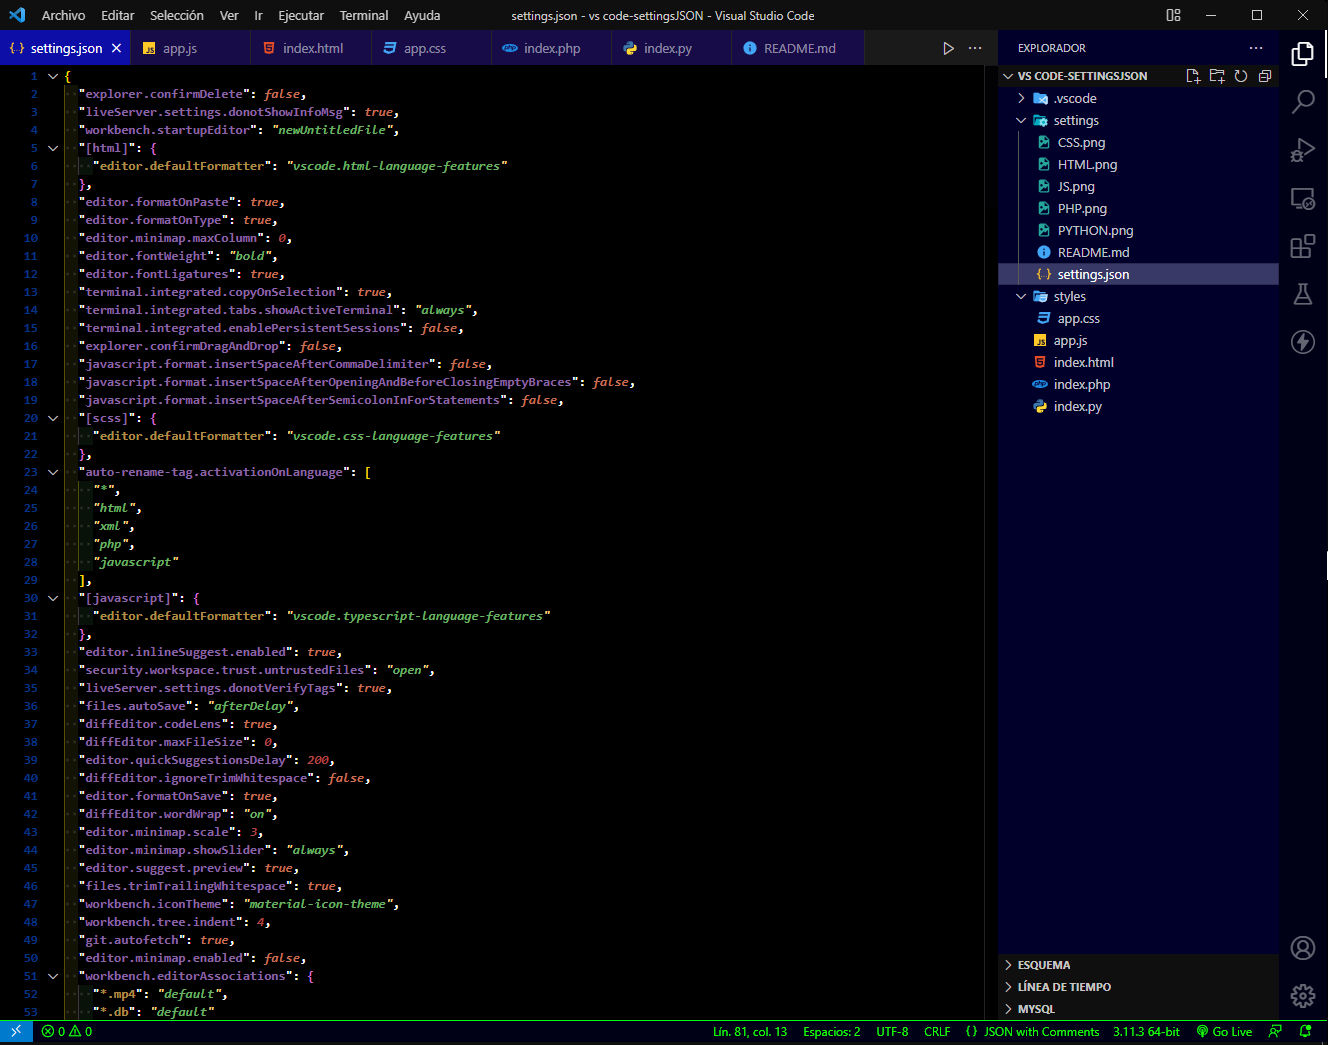 Archivo Editar Selección Ver Ir Ejecutar Terminal Ayuda settings.json - vs code-settingsJSON - Visual Studio Code
{..} settings.json app.js index.html app.css index.php index.py README.md
EXPLORADOR
VS CODE-SETTINGSJSON
.vscode
settings
CSS.png
HTML.png
JS.png
PHP.png
PYTHON.png
README.md
settings.json
styles
app.css
app.js
index.html
index.php
index.py
1 {
2 "explorer.confirmDelete": false,
3 "liveServer.settings.donotShowInfoMsg": true,
4 "workbench.startupEditor": "newUntitledFile",
5 "[html]": {
6 "editor.defaultFormatter": "vscode.html-language-features"
7 },
8 "editor.formatOnPaste": true,
9 "editor.formatOnType": true,
10 "editor.minimap.maxColumn": 0,
11 "editor.fontWeight": "bold",
12 "editor.fontLigatures": true,
13 "terminal.integrated.copyOnSelection": true,
14 "terminal.integrated.tabs.showActiveTerminal": "always",
15 "terminal.integrated.enablePersistentSessions": false,
16 "explorer.confirmDragAndDrop": false,
17 "javascript.format.insertSpaceAfterCommaDelimiter": false,
18 "javascript.format.insertSpaceAfterOpeningAndBeforeClosingEmptyBraces": false,
19 "javascript.format.insertSpaceAfterSemicolonInForStatements": false,
20 "[scss]": {
21 "editor.defaultFormatter": "vscode.css-language-features"
22 },
23 "auto-rename-tag.activationOnLanguage": [
24 "*",
25 "html",
26 "xml",
27 "php",
28 "javascript"
29 ],
30 "[javascript]": {
31 "editor.defaultFormatter": "vscode.typescript-language-features"
32 },
33 "editor.inlineSuggest.enabled": true,
34 "security.workspace.trust.untrustedFiles": "open",
35 "liveServer.settings.donotVerifyTags": true,
36 "files.autoSave": "afterDelay",
37 "diffEditor.codeLens": true,
38 "diffEditor.maxFileSize": 0,
39 "editor.quickSuggestionsDelay": 200,
40 "diffEditor.ignoreTrimWhitespace": false,
41 "editor.formatOnSave": true,
42 "diffEditor.wordWrap": "on",
43 "editor.minimap.scale": 3,
44 "editor.minimap.showSlider": "always",
45 "editor.suggest.preview": true,
46 "files.trimTrailingWhitespace": true,
47 "workbench.iconTheme": "material-icon-theme",
48 "workbench.tree.indent": 4,
49 "git.autofetch": true,
50 "editor.minimap.enabled": false,
51 "workbench.editorAssociations": {
52 "*.mp4": "default",
53 "*.db": "default"
ESQUEMA
LÍNEA DE TIEMPO
MYSQL
0 0 Lín. 81, col. 13 Espacios: 2 UTF-8 CRLF {} JSON with Comments 3.11.3 64-bit Go Live